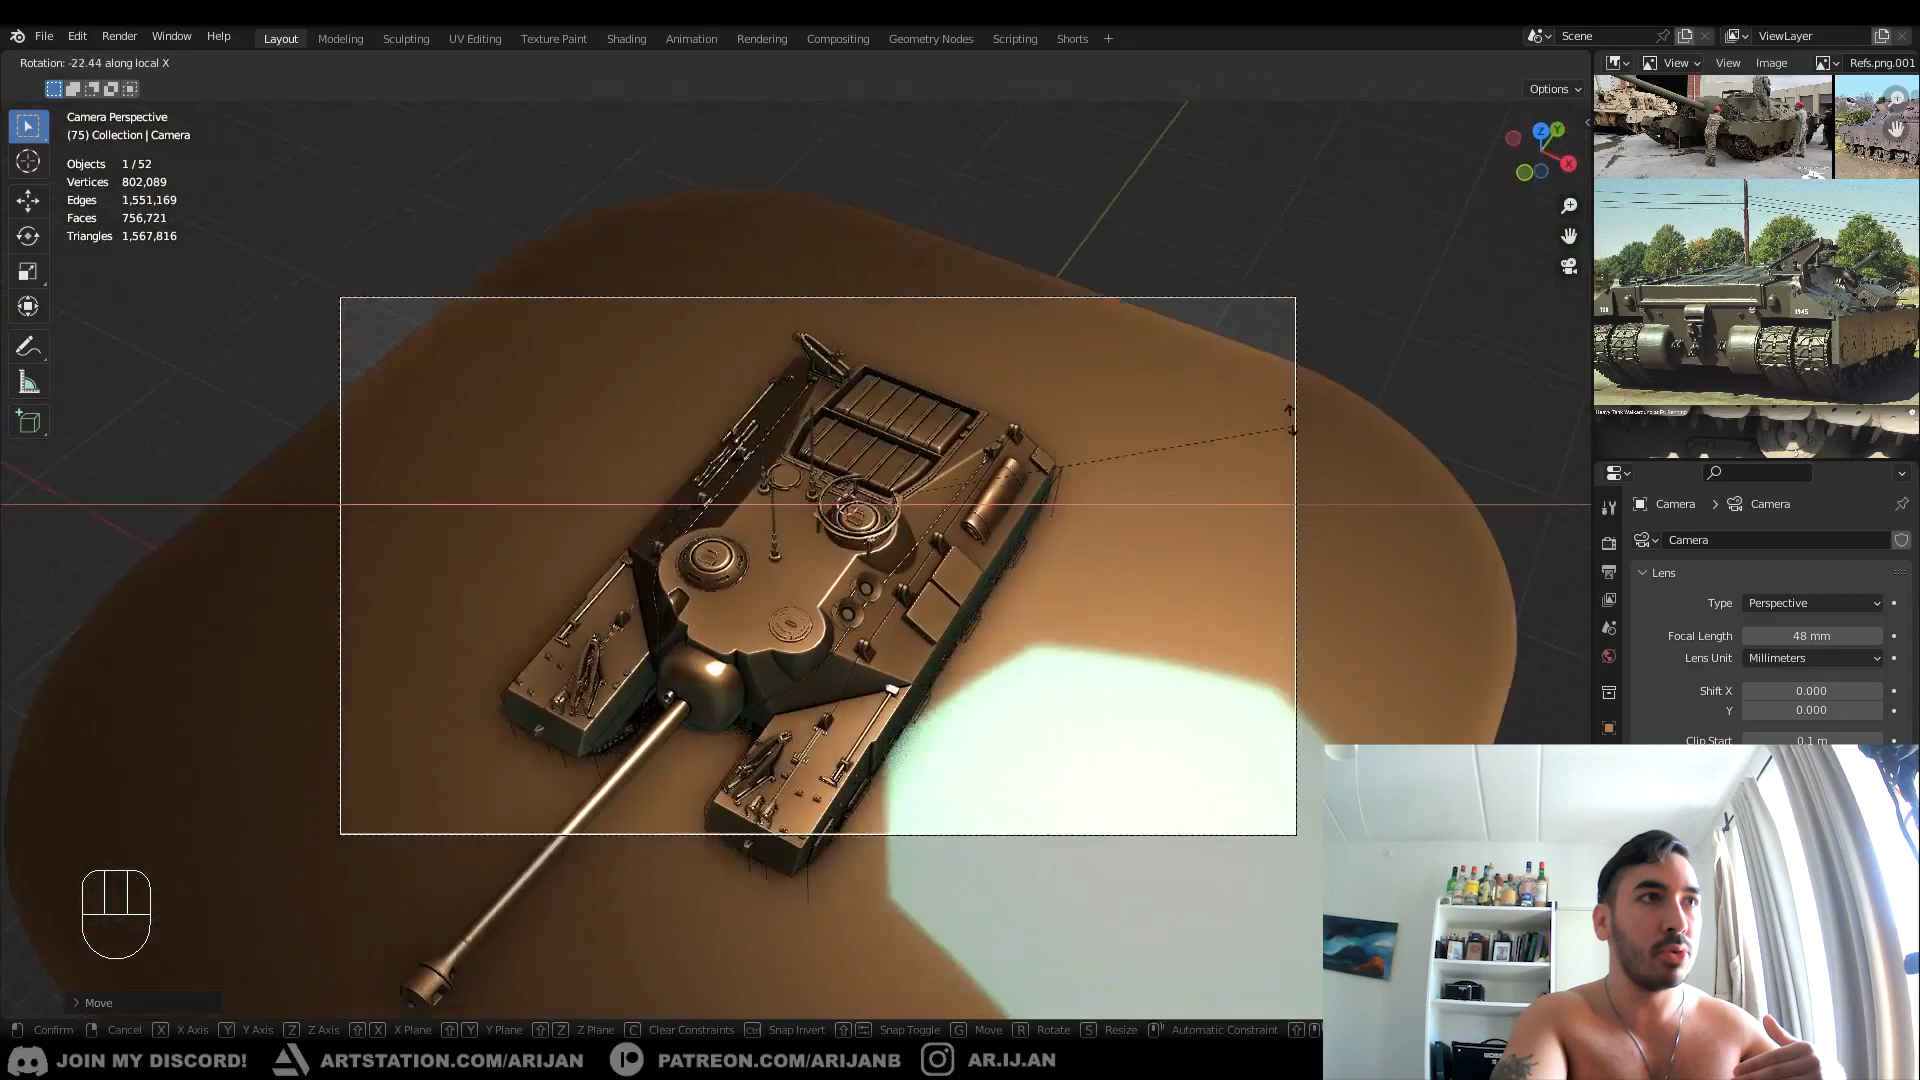 File Edit Render Window Help Layout Modeling Sculpting UV Editing Texture Paint Shading Animation Rendering Compositing Geometry Nodes Scripting Shorts + Scene ViewLayer
Rotation: -22.44 along local X
View View Image Refs.png.001
Options
Camera Perspective
(75) Collection | Camera
Objects 1 / 52
Vertices 802,089
Edges 1,551,169
Faces 756,721
Triangles 1,567,816
Z Y
X
1945
Camera > Camera
Camera
Lens
Type Perspective
Focal Length 48 mm
Lens Unit Millimeters
Shift X 0.000
Y 0.000
Clip Start 0.1 m
> Move
Confirm Cancel X X Axis Y Y Axis Z Z Axis X X Plane Y Y Plane Z Z Plane C Clear Constraints Ctrl Snap Invert Snap Toggle G Move R Rotate S Resize Automatic Constraint
JOIN MY DISCORD! ARTSTATION.COM/ARIJAN PATREON.COM/ARIJANB AR.IJ.AN